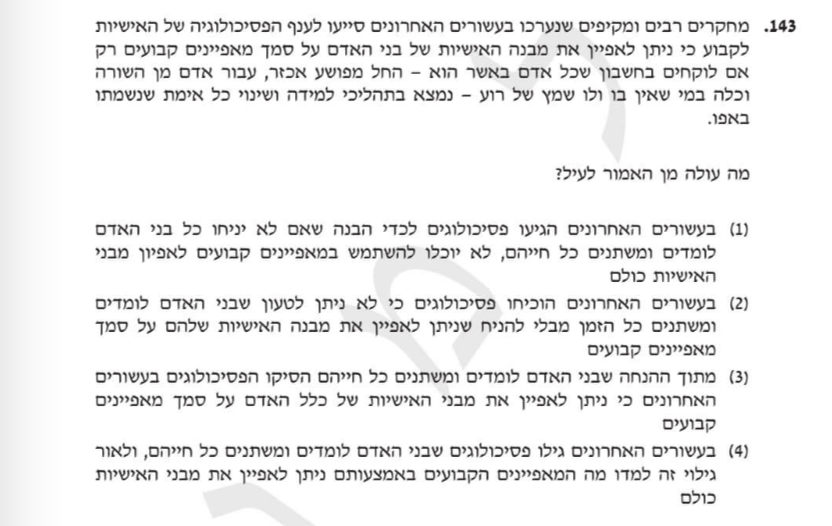 143. מחקרים רבים ומקיפים שנערכו בעשורים האחרונים סייעו לענף הפסיכולוגיה של האישיות
לקבוע כי ניתן לאפיין את מבנה האישיות של בני האדם על סמך מאפיינים קבועים רק
אם לוקחים בחשבון שכל אדם באשר הוא – החל מפושע אכזר, עבור אדם מן השורה
וכלה במי שאין בו ולו שמץ של רוע – נמצא בתהליכי למידה ושינוי כל אימת שנשמתו
באפו.
מה עולה מן האמור לעיל?
(1) בעשורים האחרונים הגיעו פסיכולוגים לכדי הבנה שאם לא יניחו כל בני האדם
לומדים ומשתנים כל חייהם, לא יוכלו להשתמש במאפיינים קבועים לאפיון מבני
האישיות כולם
(2) בעשורים האחרונים הוכיחו פסיכולוגים כי לא ניתן לטעון שבני האדם לומדים
ומשתנים כל הזמן מבלי להניח שניתן לאפיין את מבנה האישיות שלהם על סמך
מאפיינים קבועים
(3) מתוך ההנחה שבני האדם לומדים ומשתנים כל חייהם הסיקו הפסיכולוגים בעשורים
האחרונים כי ניתן לאפיין את מבני האישיות של כלל האדם על סמך מאפיינים
קבועים
(4) בעשורים האחרונים גילו פסיכולוגים שבני האדם לומדים ומשתנים כל חייהם, ולאור
גילוי זה למדו מה המאפיינים הקבועים באמצעותם ניתן לאפיין את מבני האישיות
כולם